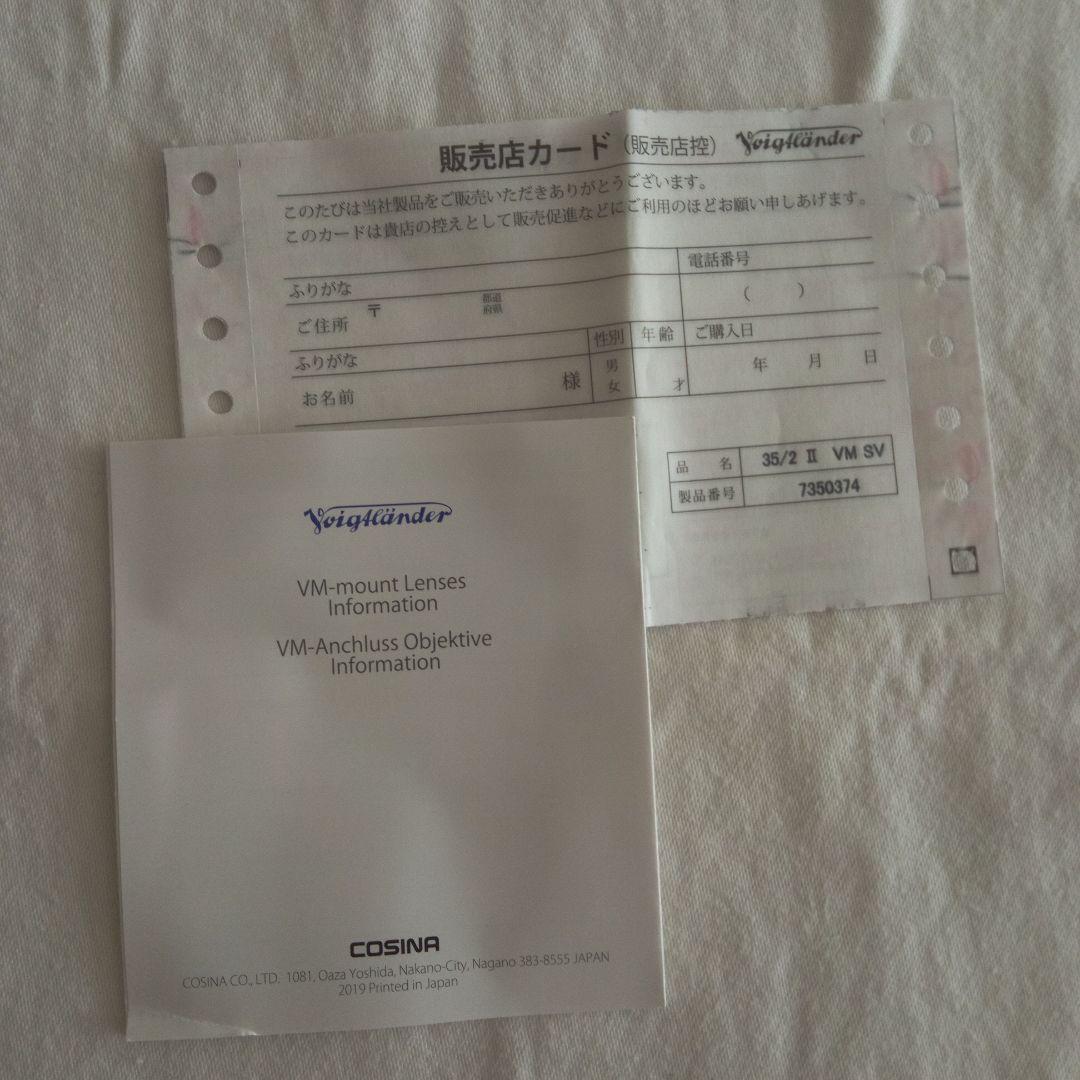 販売店カード（販売店控） Voigtländer
このたびは当社製品をご販売いただきありがとうございます。
このカードは貴店の控えとして販売促進などにご利用のほどお願い申しあげます。
ふりがな
電話番号
ご住所 〒 都道府県
（ ）
ふりがな
性別 年齢 ご購入日
お名前 様
男
女
才
年 月 日
品 名 35/2 II VM SV
製品番号 7350374
Voigtländer
VM-mount Lenses
Information
VM-Anchluss Objektive
Information
COSINA
COSINA CO., LTD. 1081, Oaza Yoshida, Nakano-City, Nagano 383-8555 JAPAN
2019 Printed in Japan